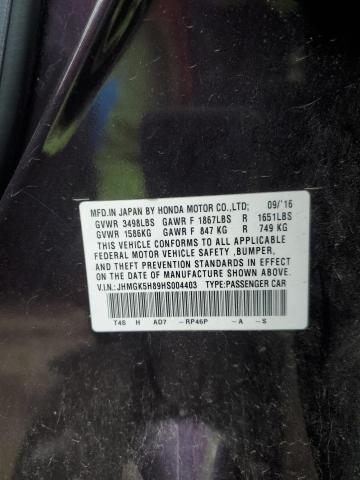 MFD.IN JAPAN BY HONDA MOTOR CO.,LTD; 09/'16
GVWR 3498LBS GAWR F 1867LBS R 1651LBS
GVWR 1586KG GAWR F 847 KG R 749 KG
THIS VEHICLE CONFORMS TO ALL APPLICABLE
FEDERAL MOTOR VEHICLE SAFETY ,BUMPER,
AND THEFT PREVENTION STANDARDS IN EFFECT
ON THE DATE OF MANUFACTURE SHOWN ABOVE.
V.I.N.: JHMGK5H89HS004403 TYPE:PASSENGER CAR
T4S H AD7 -RP46P -A -S